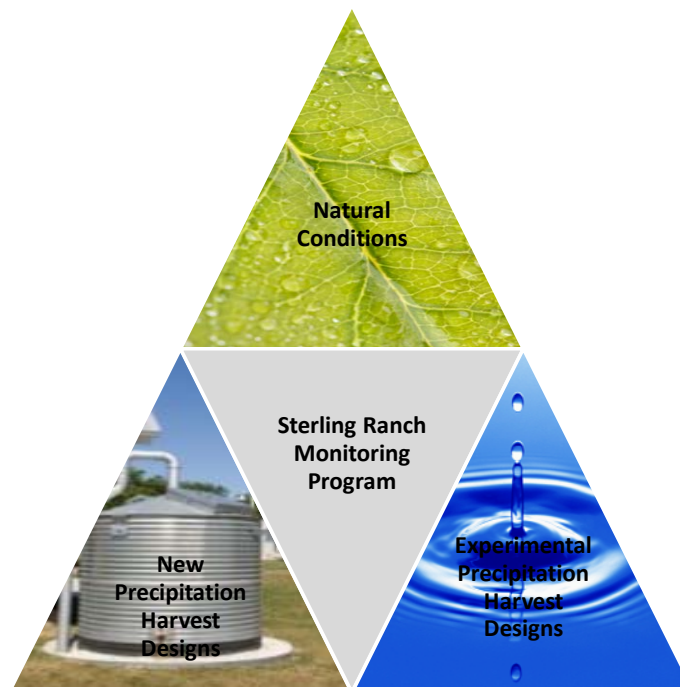 Natural
Conditions
Sterling Ranch
Monitoring
Program
New
Precipitation
Harvest
Designs
Experimental
Precipitation
Harvest
Designs